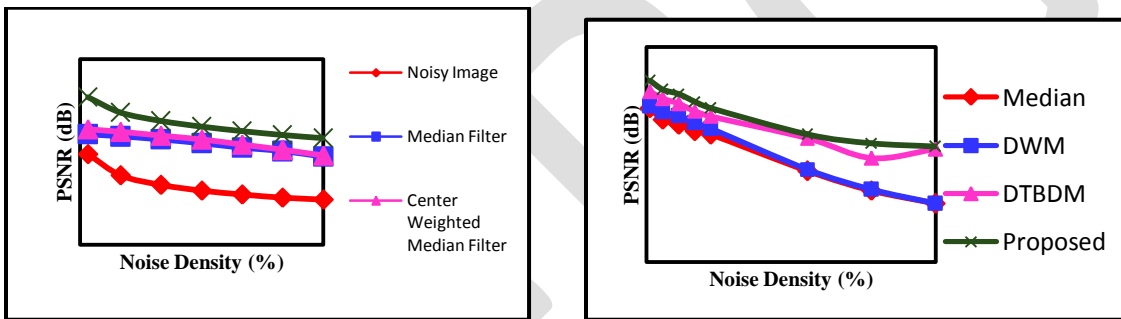 PSNR (dB)
Noise Density (%)
Noisy Image
Median Filter
Center
Weighted
Median Filter
PSNR (dB)
Noise Density (%)
Median
DWM
DTBDM
Proposed